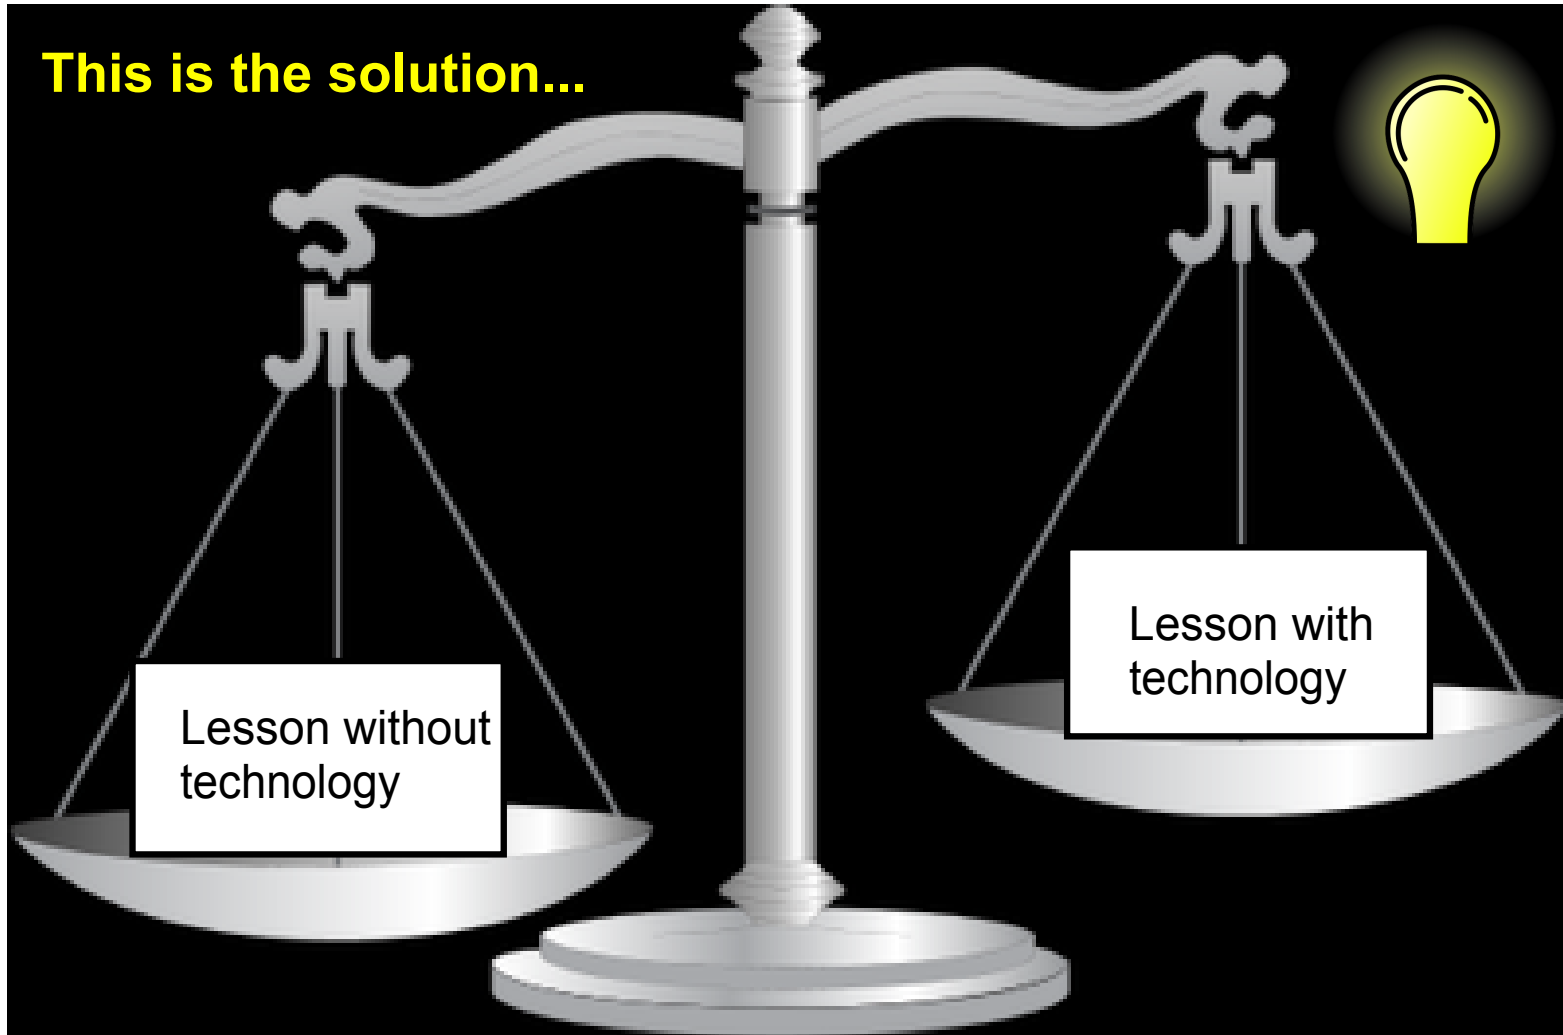 This is the solution...
Lesson with
technology
Lesson without
technology